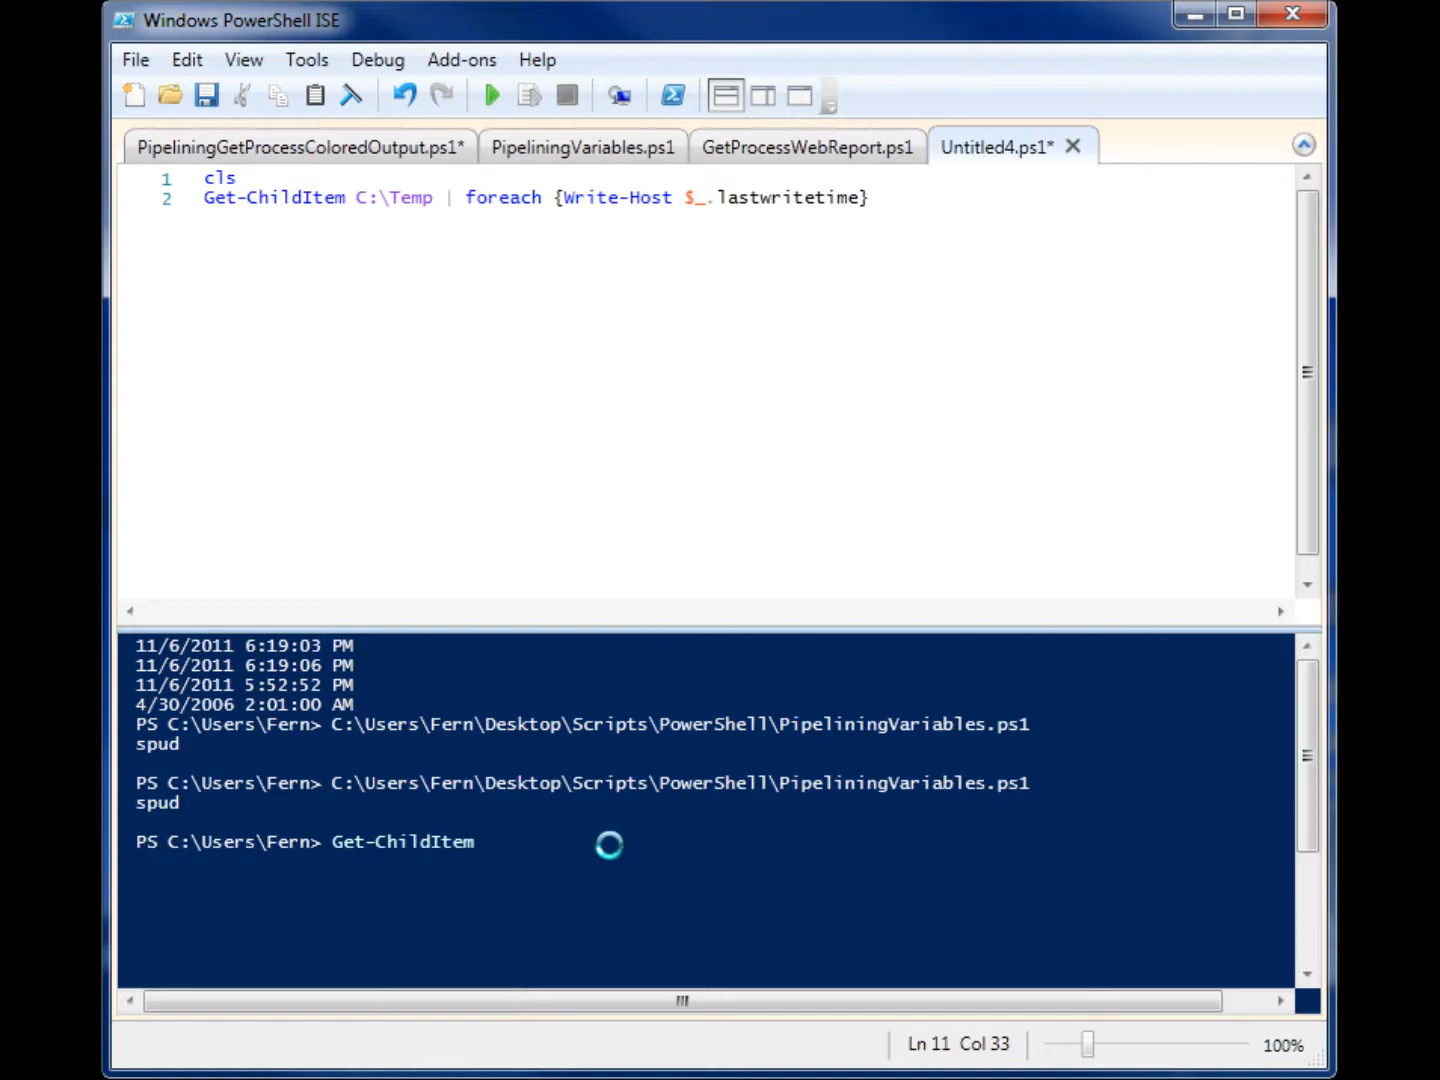 Windows PowerShell ISE
File Edit View Tools Debug Add-ons Help
PipeliningGetProcessColoredOutput.ps1* PipeliningVariables.ps1 GetProcessWebReport.ps1 Untitled4.ps1*
1 cls
2 Get-ChildItem C:\Temp | foreach {Write-Host $_.lastwritetime}
11/6/2011 6:19:03 PM
11/6/2011 6:19:06 PM
11/6/2011 5:52:52 PM
4/30/2006 2:01:00 AM
PS C:\Users\Fern> C:\Users\Fern\Desktop\Scripts\PowerShell\PipeliningVariables.ps1
spud
PS C:\Users\Fern> C:\Users\Fern\Desktop\Scripts\PowerShell\PipeliningVariables.ps1
spud
PS C:\Users\Fern> Get-ChildItem
Ln 11 Col 33 100%